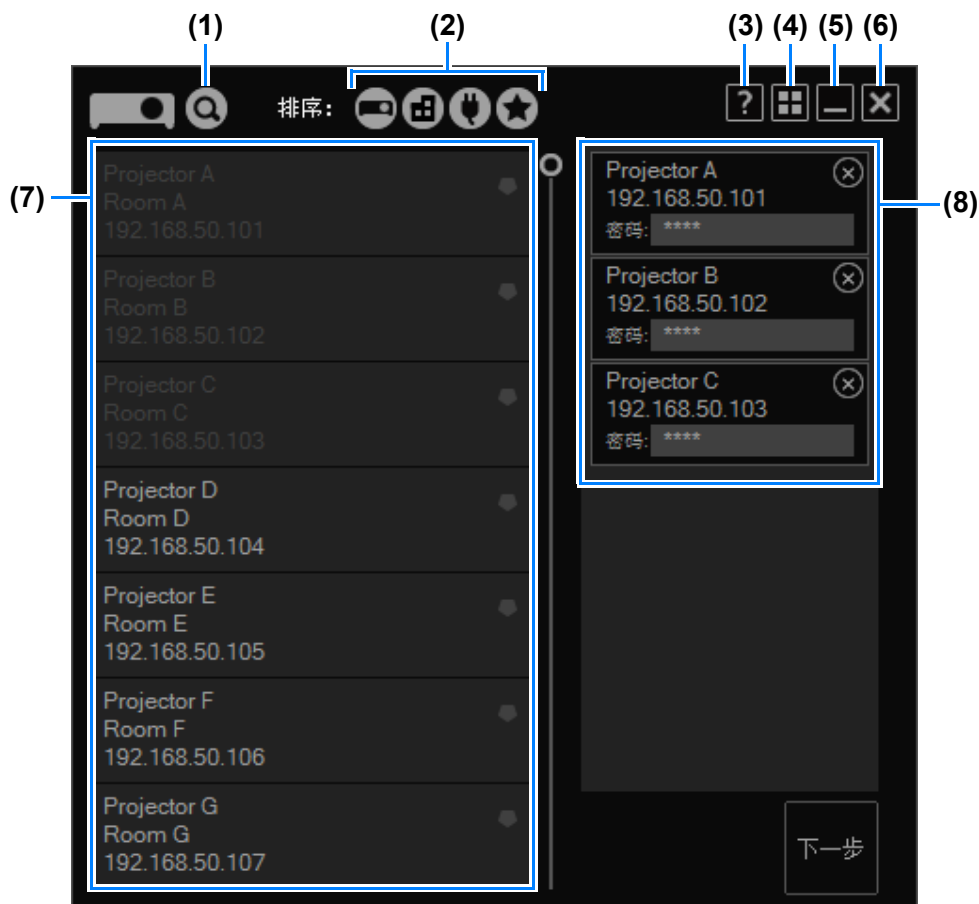 (1)
(2)
(3)
(4)
(5)
(6)
排序:
?
(7)
Projector A
Room A
192.168.50.101
Projector B
Room B
192.168.50.102
Projector C
Room C
192.168.50.103
Projector D
Room D
192.168.50.104
Projector E
Room E
192.168.50.105
Projector F
Room F
192.168.50.106
Projector G
Room G
192.168.50.107
(8)
Projector A
192.168.50.101
密码: ****
Projector B
192.168.50.102
密码: ****
Projector C
192.168.50.103
密码: ****
下一步